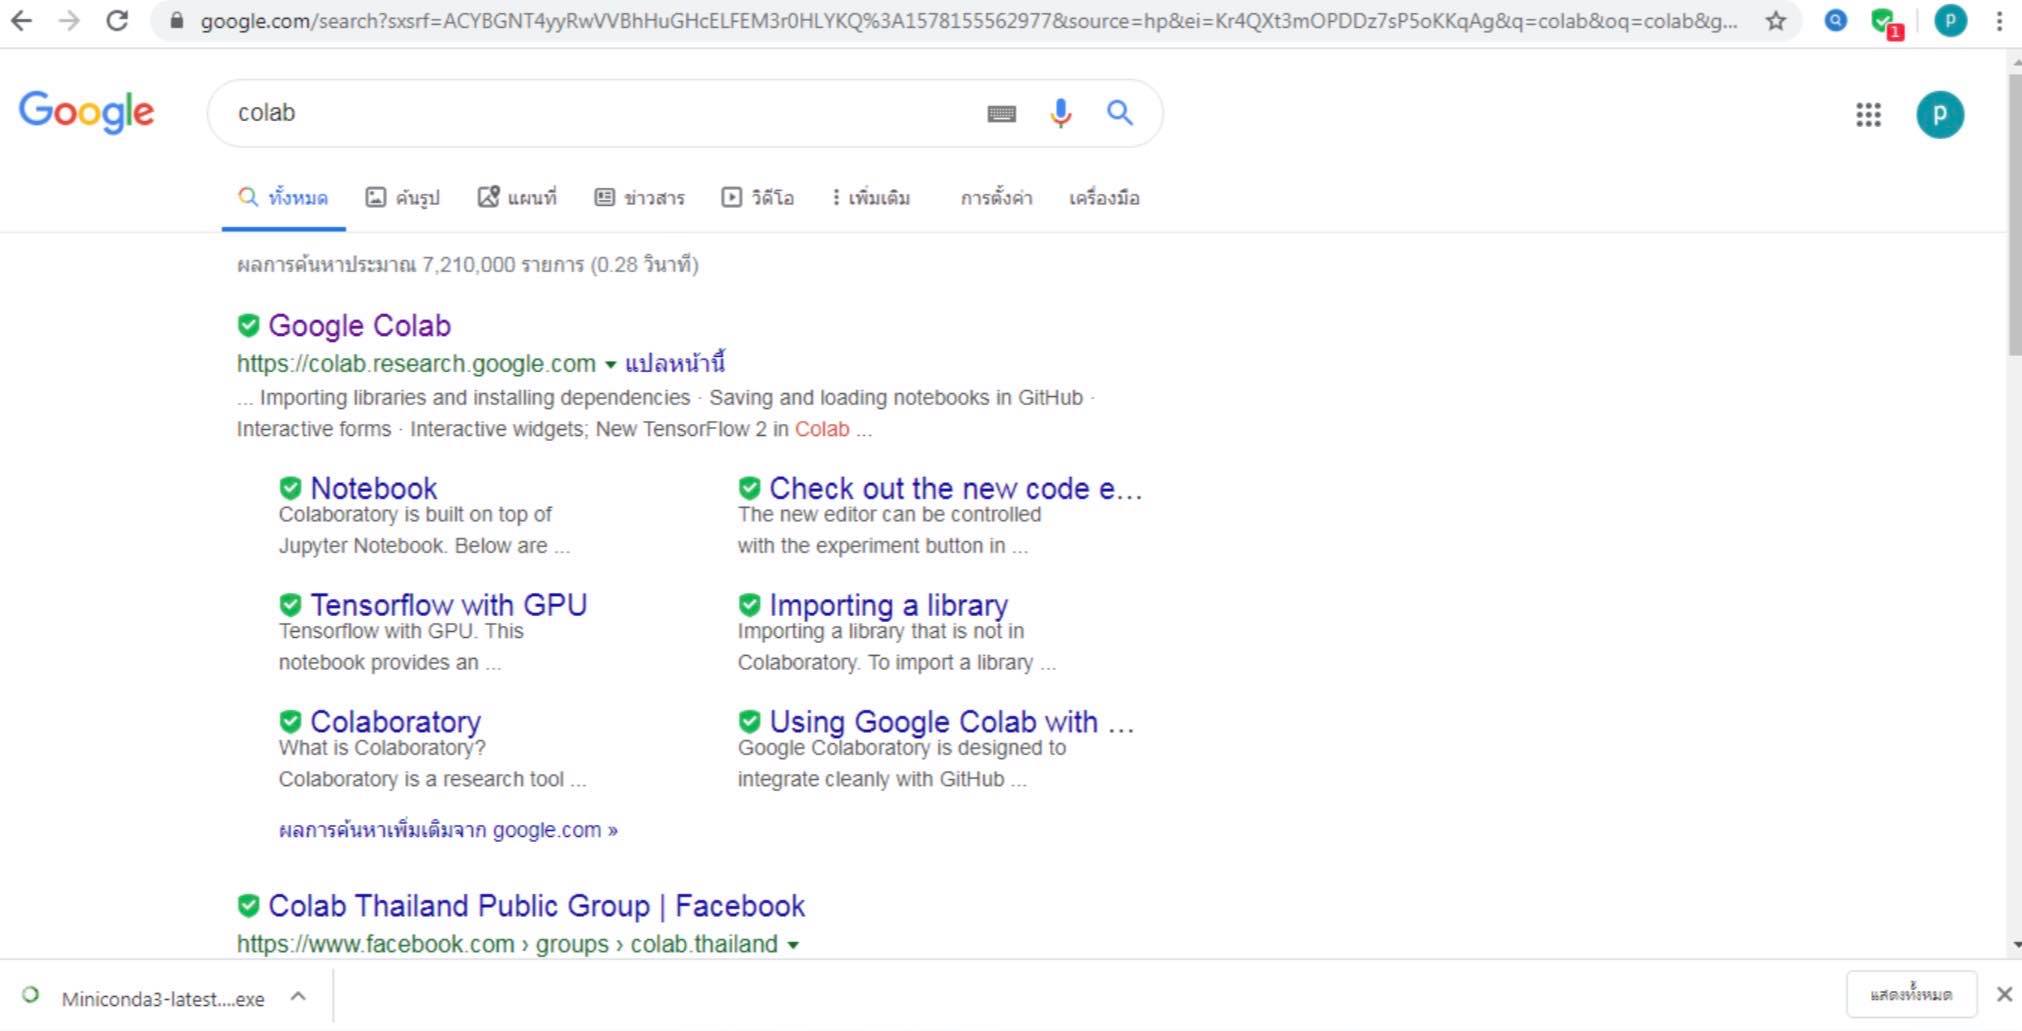 google.com/search?sxsrf=ACYBGNT4yyRwVVBhHuGHcELFEM3r0HLYKQ%3A1578155562977&source=hp&ei=Kr4QXt3mOPDDz7sP5oKKqAg&q=colab&oq=colab&g...
1
p
Google
colab
p
ทั้งหมด ค้นรูป แผนที่ ข่าวสาร วิดีโอ เพิ่มเติม การตั้งค่า เครื่องมือ
ผลการค้นหาประมาณ 7,210,000 รายการ (0.28 วินาที)
Google Colab
https://colab.research.google.com แปลหน้านี้
... Importing libraries and installing dependencies · Saving and loading notebooks in GitHub ·
Interactive forms · Interactive widgets; New TensorFlow 2 in Colab ...
Notebook
Colaboratory is built on top of
Jupyter Notebook. Below are ...
Check out the new code e...
The new editor can be controlled
with the experiment button in ...
Tensorflow with GPU
Tensorflow with GPU. This
notebook provides an ...
Importing a library
Importing a library that is not in
Colaboratory. To import a library ...
Colaboratory
What is Colaboratory?
Colaboratory is a research tool ...
Using Google Colab with ...
Google Colaboratory is designed to
integrate cleanly with GitHub ...
ผลการค้นหาเพิ่มเติมจาก google.com »
Colab Thailand Public Group | Facebook
https://www.facebook.com › groups › colab.thailand
Miniconda3-latest....exe
แสดงทั้งหมด